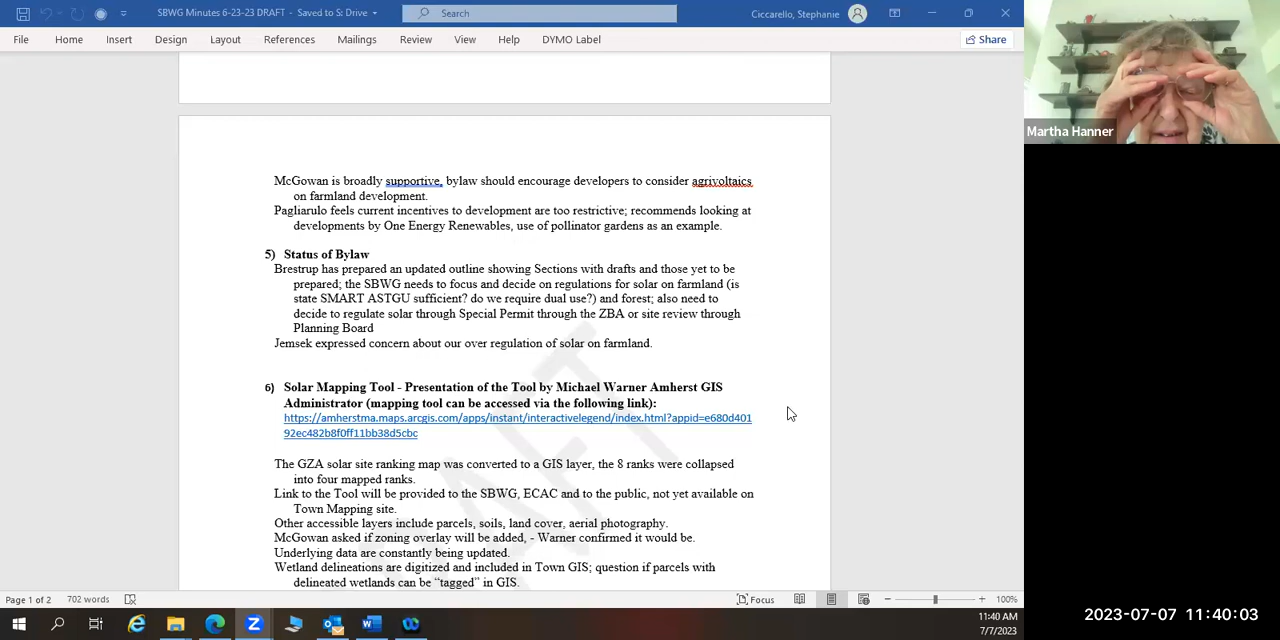 SBWG Minutes 6-23-23 DRAFT - Saved to S: Drive
Search
Ciccarello, Stephanie
File Home Insert Design Layout References Mailings Review View Help DYMO Label
Share
Martha Hanner
McGowan is broadly supportive, bylaw should encourage developers to consider agrivoltaics
on farmland development.
Pagliarulo feels current incentives to development are too restrictive; recommends looking at
developments by One Energy Renewables, use of pollinator gardens as an example.
5) Status of Bylaw
Brestrup has prepared an updated outline showing Sections with drafts and those yet to be
prepared; the SBWG needs to focus and decide on regulations for solar on farmland (is
state SMART ASTGU sufficient? do we require dual use?) and forest; also need to
decide to regulate solar through Special Permit through the ZBA or site review through
Planning Board
Jemsek expressed concern about our over regulation of solar on farmland.
6) Solar Mapping Tool - Presentation of the Tool by Michael Warner Amherst GIS
Administrator (mapping tool can be accessed via the following link):
https://amherstma.maps.arcgis.com/apps/instant/interactivelegend/index.html?appid=e680d401
92ec482b8f0ff11bb38d5cbc
The GZA solar site ranking map was converted to a GIS layer, the 8 ranks were collapsed
into four mapped ranks.
Link to the Tool will be provided to the SBWG, ECAC and to the public, not yet available on
Town Mapping site.
Other accessible layers include parcels, soils, land cover, aerial photography.
McGowan asked if zoning overlay will be added, - Warner confirmed it would be.
Underlying data are constantly being updated.
Wetland delineations are digitized and included in Town GIS; question if parcels with
delineated wetlands can be “tagged” in GIS.
Page 1 of 2 702 words
Focus
100%
11:40 AM
7/7/2023
2023-07-07 11:40:03